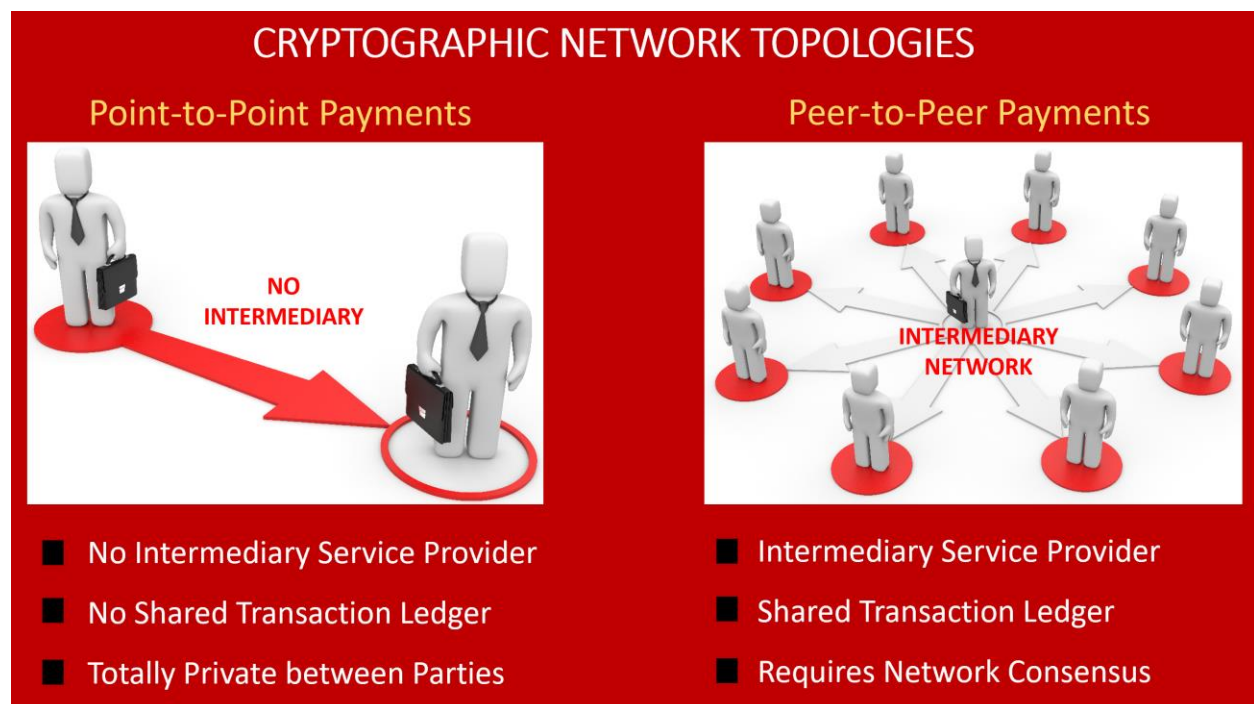 CRYPTOGRAPHIC NETWORK TOPOLOGIES
Point-to-Point Payments
NO
INTERMEDIARY
No Intermediary Service Provider
No Shared Transaction Ledger
Totally Private between Parties
Peer-to-Peer Payments
INTERMEDIARY
NETWORK
Intermediary Service Provider
Shared Transaction Ledger
Requires Network Consensus